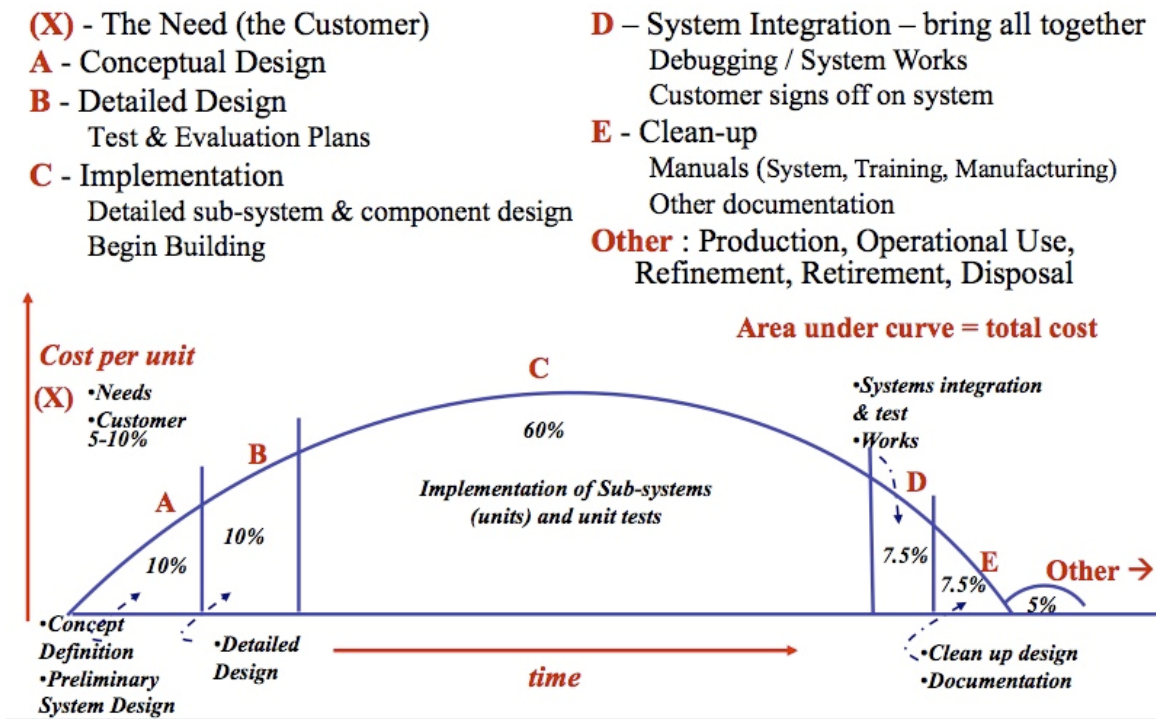 (X) - The Need (the Customer)
A - Conceptual Design
B - Detailed Design
Test & Evaluation Plans
C - Implementation
Detailed sub-system & component design
Begin Building
D – System Integration – bring all together
Debugging / System Works
Customer signs off on system
E - Clean-up
Manuals (System, Training, Manufacturing)
Other documentation
Other : Production, Operational Use,
Refinement, Retirement, Disposal
Area under curve = total cost
Cost per unit
(X)
•Needs
•Customer
5-10%
A
10%
B
10%
C
60%
Implementation of Sub-systems
(units) and unit tests
•Systems integration
& test
•Works
D
7.5%
E
7.5%
Other →
5%
•Concept
Definition
•Preliminary
System Design
•Detailed
Design
time
•Clean up design
•Documentation